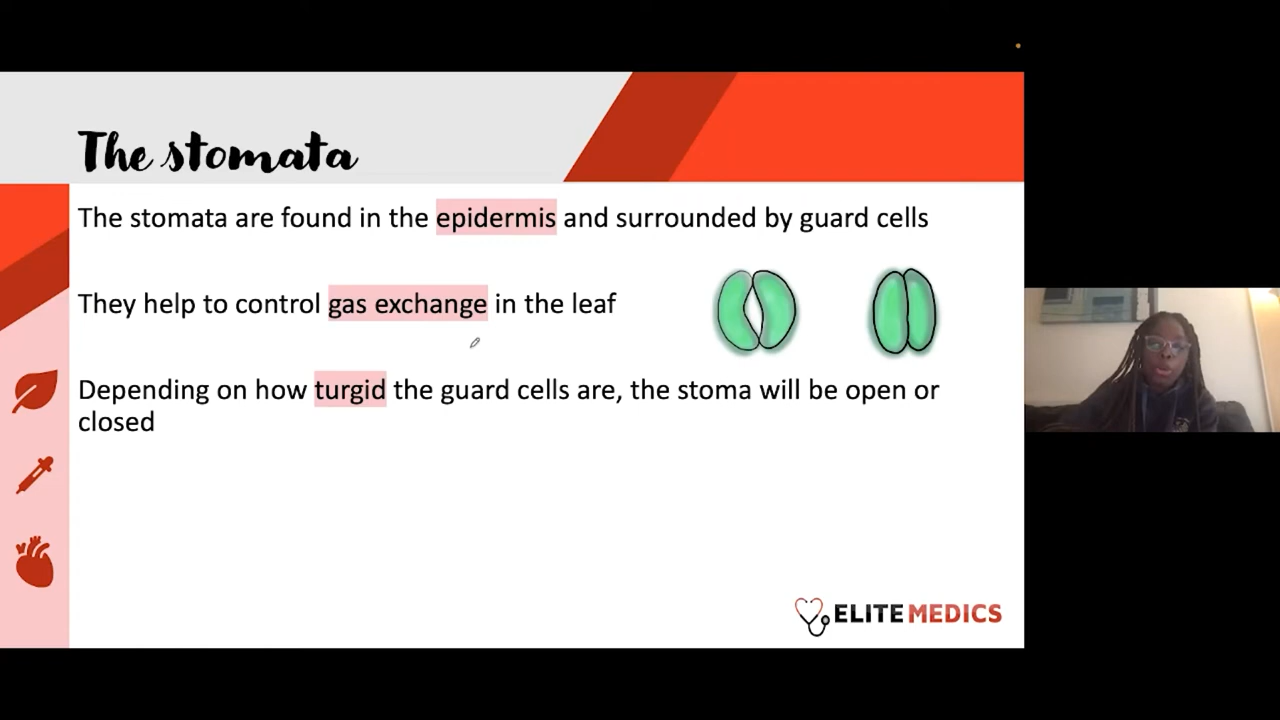 The stomata
The stomata are found in the epidermis and surrounded by guard cells
They help to control gas exchange in the leaf
Depending on how turgid the guard cells are, the stoma will be open or
closed
ELITEMEDICS